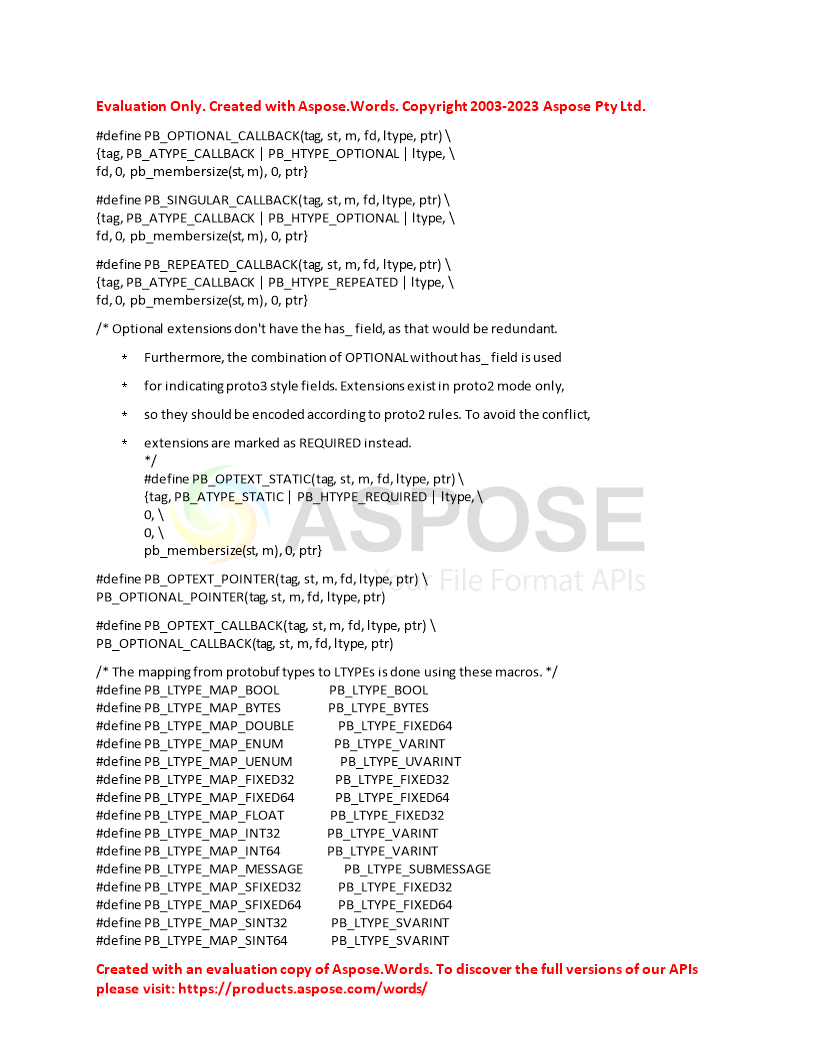 Evaluation Only. Created with Aspose.Words. Copyright 2003-2023 Aspose Pty Ltd.
#define PB_OPTIONAL_CALLBACK(tag, st, m, fd, ltype, ptr) \
{tag, PB_ATYPE_CALLBACK | PB_HTYPE_OPTIONAL | ltype, \
fd, 0, pb_membersize(st, m), 0, ptr}
#define PB_SINGULAR_CALLBACK(tag, st, m, fd, ltype, ptr) \
{tag, PB_ATYPE_CALLBACK | PB_HTYPE_OPTIONAL | ltype, \
fd, 0, pb_membersize(st, m), 0, ptr}
#define PB_REPEATED_CALLBACK(tag, st, m, fd, ltype, ptr) \
{tag, PB_ATYPE_CALLBACK | PB_HTYPE_REPEATED | ltype, \
fd, 0, pb_membersize(st, m), 0, ptr}
/* Optional extensions don't have the has_ field, as that would be redundant.
* Furthermore, the combination of OPTIONAL without has_ field is used
* for indicating proto3 style fields. Extensions exist in proto2 mode only,
* so they should be encoded according to proto2 rules. To avoid the conflict,
* extensions are marked as REQUIRED instead.
*/
#define PB_OPTEXT_STATIC(tag, st, m, fd, ltype, ptr) \
{tag, PB_ATYPE_STATIC | PB_HTYPE_REQUIRED | ltype, \
0, \
0, \
pb_membersize(st, m), 0, ptr}
ASPOSE
Your File Format APIs
#define PB_OPTEXT_POINTER(tag, st, m, fd, ltype, ptr) \
PB_OPTIONAL_POINTER(tag, st, m, fd, ltype, ptr)
#define PB_OPTEXT_CALLBACK(tag, st, m, fd, ltype, ptr) \
PB_OPTIONAL_CALLBACK(tag, st, m, fd, ltype, ptr)
/* The mapping from protobuf types to LTYPEs is done using these macros. */
#define PB_LTYPE_MAP_BOOL PB_LTYPE_BOOL
#define PB_LTYPE_MAP_BYTES PB_LTYPE_BYTES
#define PB_LTYPE_MAP_DOUBLE PB_LTYPE_FIXED64
#define PB_LTYPE_MAP_ENUM PB_LTYPE_VARINT
#define PB_LTYPE_MAP_UENUM PB_LTYPE_UVARINT
#define PB_LTYPE_MAP_FIXED32 PB_LTYPE_FIXED32
#define PB_LTYPE_MAP_FIXED64 PB_LTYPE_FIXED64
#define PB_LTYPE_MAP_FLOAT PB_LTYPE_FIXED32
#define PB_LTYPE_MAP_INT32 PB_LTYPE_VARINT
#define PB_LTYPE_MAP_INT64 PB_LTYPE_VARINT
#define PB_LTYPE_MAP_MESSAGE PB_LTYPE_SUBMESSAGE
#define PB_LTYPE_MAP_SFIXED32 PB_LTYPE_FIXED32
#define PB_LTYPE_MAP_SFIXED64 PB_LTYPE_FIXED64
#define PB_LTYPE_MAP_SINT32 PB_LTYPE_SVARINT
#define PB_LTYPE_MAP_SINT64 PB_LTYPE_SVARINT
Created with an evaluation copy of Aspose.Words. To discover the full versions of our APIs
please visit: https://products.aspose.com/words/